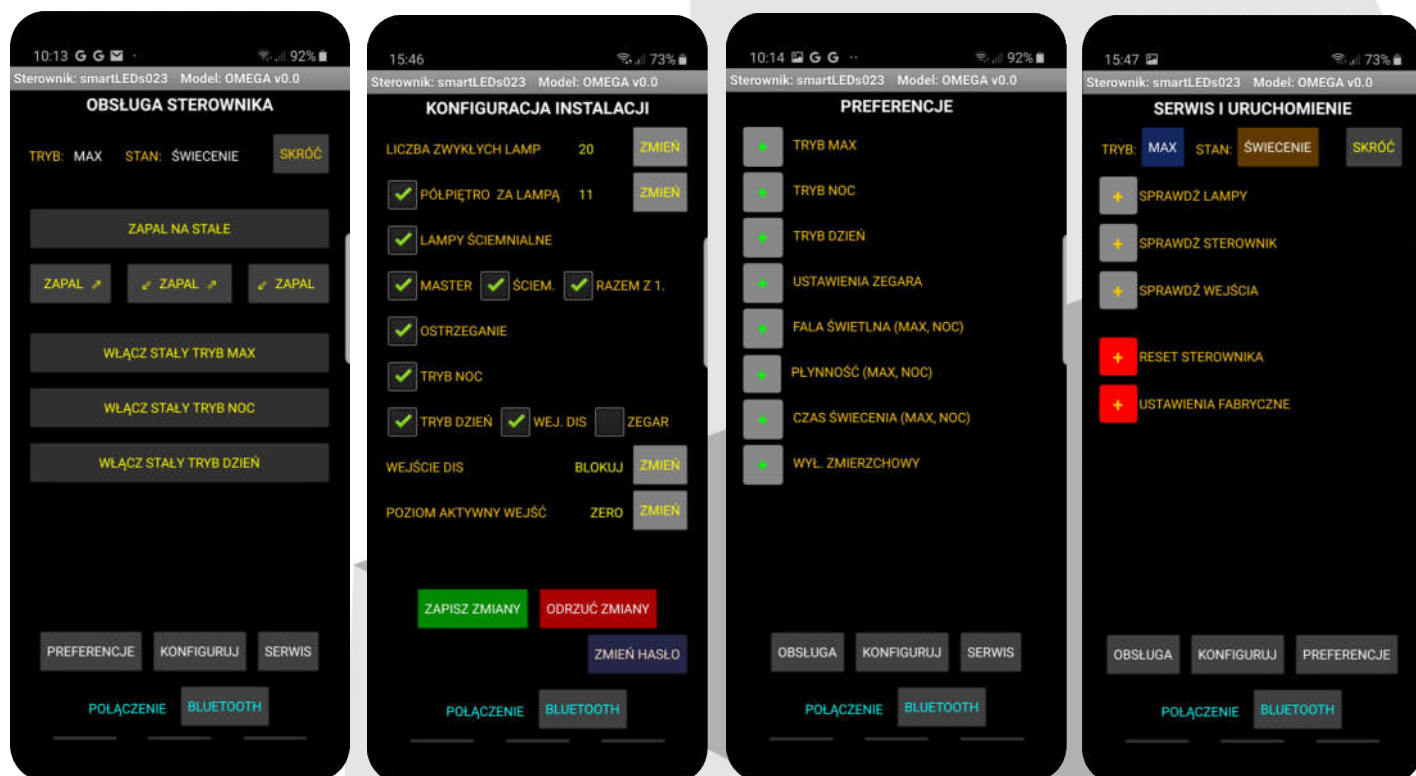 10:13 G G 92%
Sterownik: smartLEDs023 Model: OMEGA v0.0
OBSŁUGA STEROWNIKA
TRYB: MAX STAN: ŚWIECENIE SKRÓĆ
ZAPAL NA STAŁE
ZAPAL ⇗ ⇙ ZAPAL ⇗ ⇙ ZAPAL
WŁĄCZ STAŁY TRYB MAX
WŁĄCZ STAŁY TRYB NOC
WŁĄCZ STAŁY TRYB DZIEŃ
PREFERENCJE KONFIGURUJ SERWIS
POŁĄCZENIE BLUETOOTH
15:46 73%
Sterownik: smartLEDs023 Model: OMEGA v0.0
KONFIGURACJA INSTALACJI
LICZBA ZWYKŁYCH LAMP 20 ZMIEŃ
PÓŁPIĘTRO ZA LAMPĄ 11 ZMIEŃ
LAMPY ŚCIEMNIALNE
MASTER ŚCIEM. RAZEM Z 1.
OSTRZEGANIE
TRYB NOC
TRYB DZIEŃ WEJ. DIS ZEGAR
WEJŚCIE DIS BLOKUJ ZMIEŃ
POZIOM AKTYWNY WEJŚĆ ZERO ZMIEŃ
ZAPISZ ZMIANY ODRZUĆ ZMIANY
ZMIEŃ HASŁO
POŁĄCZENIE BLUETOOTH
10:14 G G 92%
Sterownik: smartLEDs023 Model: OMEGA v0.0
PREFERENCJE
+ TRYB MAX
+ TRYB NOC
+ TRYB DZIEŃ
+ USTAWIENIA ZEGARA
+ FALA ŚWIETLNA (MAX, NOC)
+ PŁYNNOŚĆ (MAX, NOC)
+ CZAS ŚWIECENIA (MAX, NOC)
+ WYŁ. ZMIERZCHOWY
OBSŁUGA KONFIGURUJ SERWIS
POŁĄCZENIE BLUETOOTH
15:47 73%
Sterownik: smartLEDs023 Model: OMEGA v0.0
SERWIS I URUCHOMIENIE
TRYB: MAX STAN: ŚWIECENIE SKRÓĆ
+ SPRAWDŹ LAMPY
+ SPRAWDŹ STEROWNIK
+ SPRAWDŹ WEJŚCIA
+ RESET STEROWNIKA
+ USTAWIENIA FABRYCZNE
OBSŁUGA KONFIGURUJ PREFERENCJE
POŁĄCZENIE BLUETOOTH